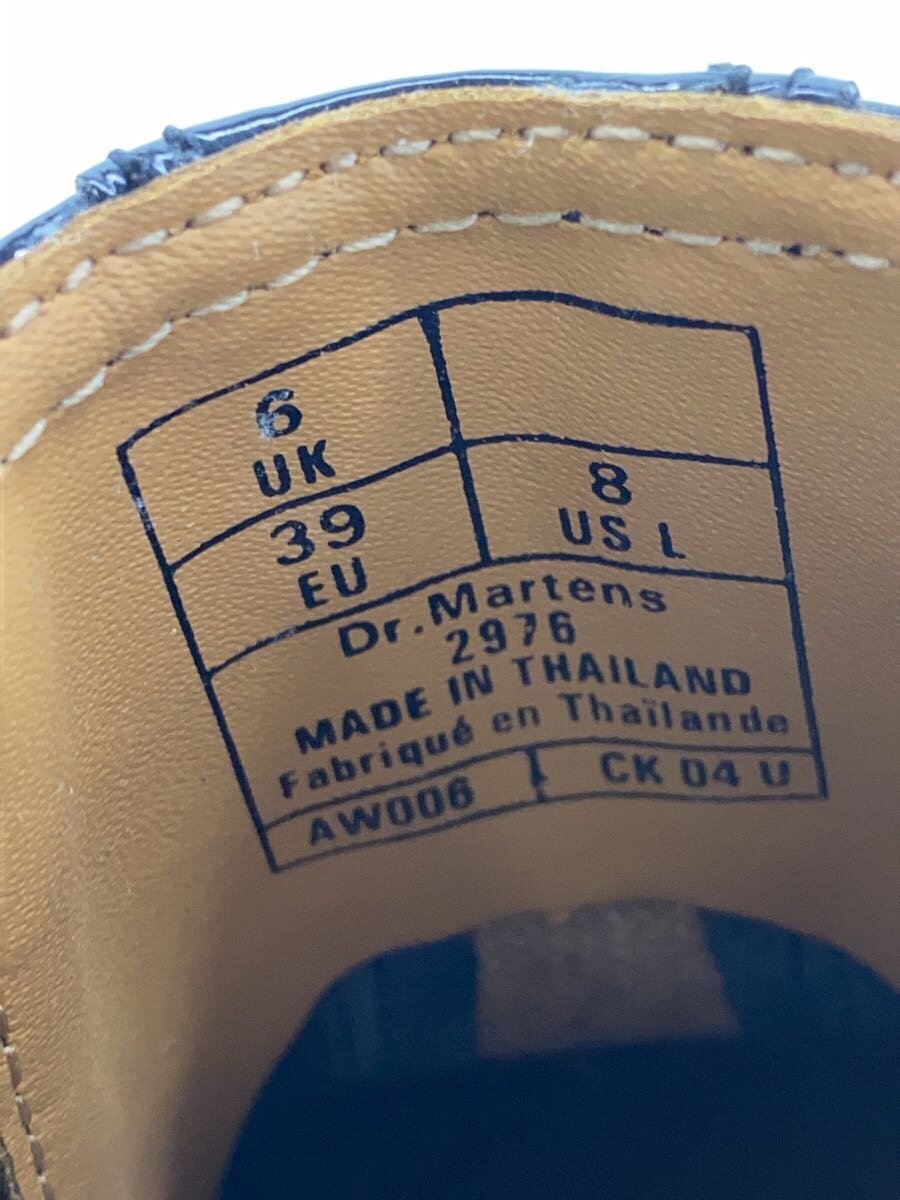 6
UK
39
EU
8
US L
Dr.Martens
2976
MADE IN THAILAND
Fabriqué en Thaïlande
AW006
CK 04 U